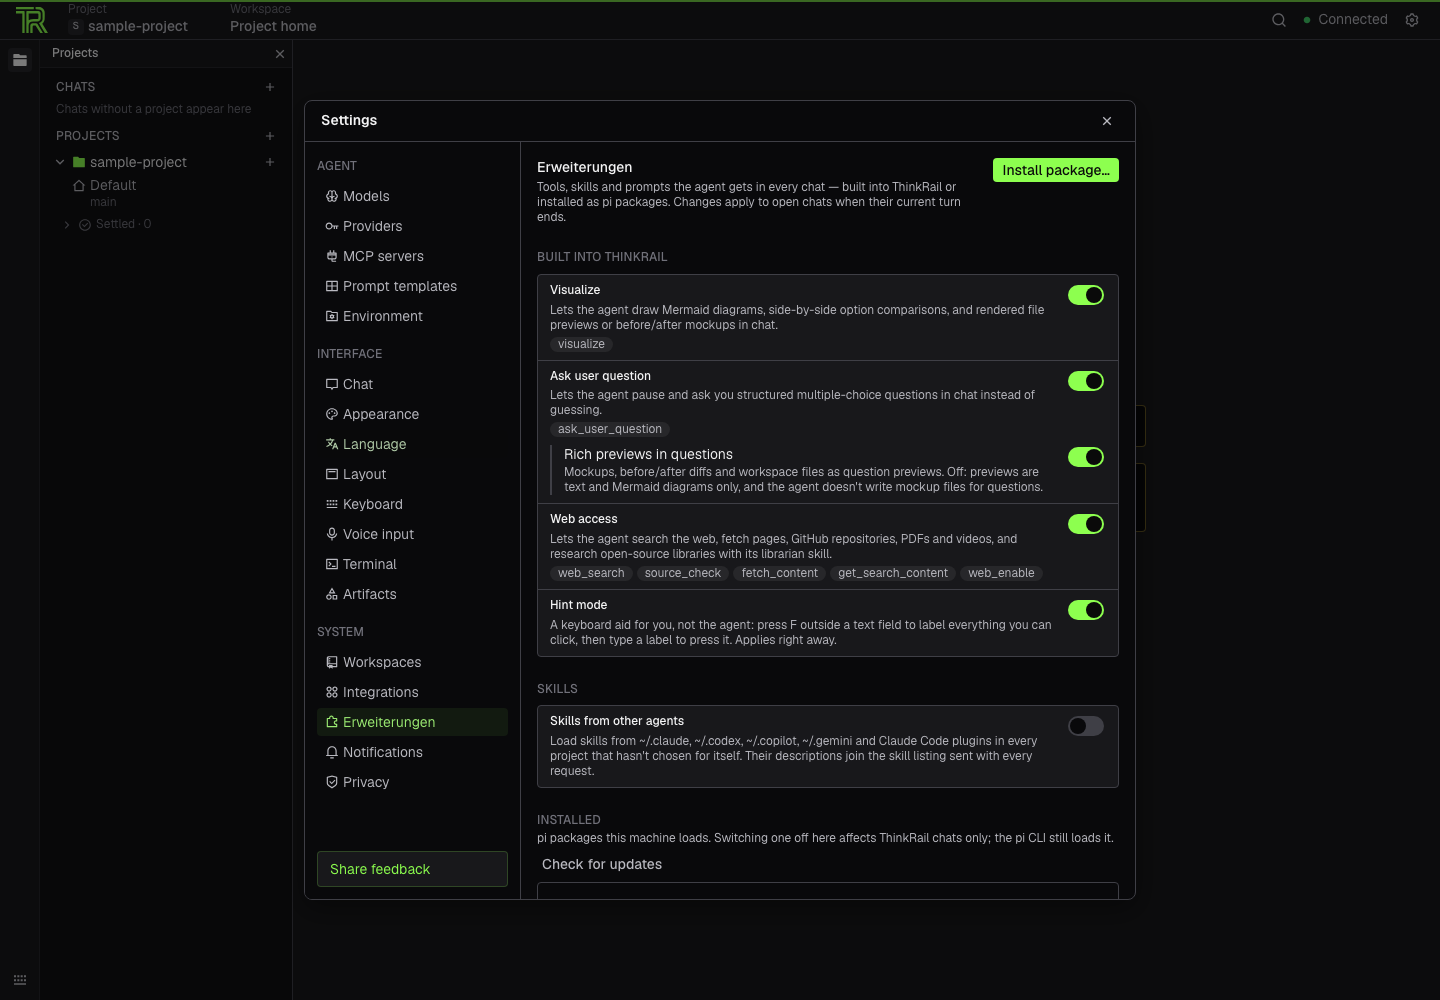 TR
Project
Workspace
S sample-project
Project home
Connected
Projects
CHATS
Chats without a project appear here
PROJECTS
sample-project
Default
main
Settled · 0
Settings
AGENT
Models
Providers
MCP servers
Prompt templates
Environment
INTERFACE
Chat
Appearance
Language
Layout
Keyboard
Voice input
Terminal
Artifacts
SYSTEM
Workspaces
Integrations
Erweiterungen
Notifications
Privacy
Share feedback
Erweiterungen
Install package...
Tools, skills and prompts the agent gets in every chat — built into ThinkRail or
installed as pi packages. Changes apply to open chats when their current turn
ends.
BUILT INTO THINKRAIL
Visualize
Lets the agent draw Mermaid diagrams, side-by-side option comparisons, and rendered file
previews or before/after mockups in chat.
visualize
Ask user question
Lets the agent pause and ask you structured multiple-choice questions in chat instead of
guessing.
ask_user_question
Rich previews in questions
Mockups, before/after diffs and workspace files as question previews. Off: previews are
text and Mermaid diagrams only, and the agent doesn't write mockup files for questions.
Web access
Lets the agent search the web, fetch pages, GitHub repositories, PDFs and videos, and
research open-source libraries with its librarian skill.
web_search source_check fetch_content get_search_content web_enable
Hint mode
A keyboard aid for you, not the agent: press F outside a text field to label everything you can
click, then type a label to press it. Applies right away.
SKILLS
Skills from other agents
Load skills from ~/.claude, ~/.codex, ~/.copilot, ~/.gemini and Claude Code plugins in every
project that hasn't chosen for itself. Their descriptions join the skill listing sent with every
request.
INSTALLED
pi packages this machine loads. Switching one off here affects ThinkRail chats only; the pi CLI still loads it.
Check for updates